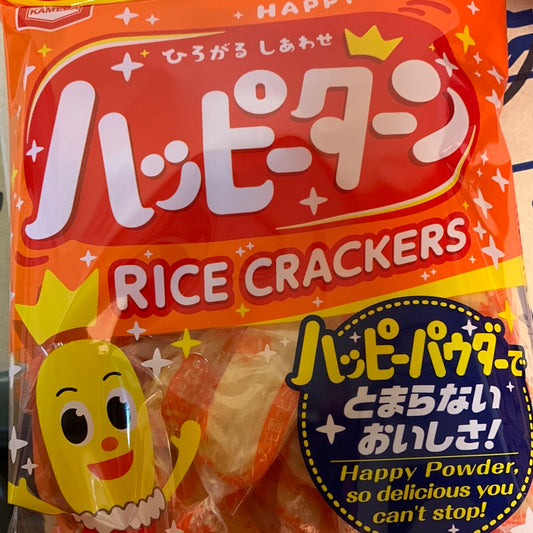 KAMEDA
HAPPY
ひろがる しあわせ
ハッピーターン
RICE CRACKERS
ハッピーパウダーで
とまらない
おいしさ!
Happy Powder,
so delicious you
can't stop!